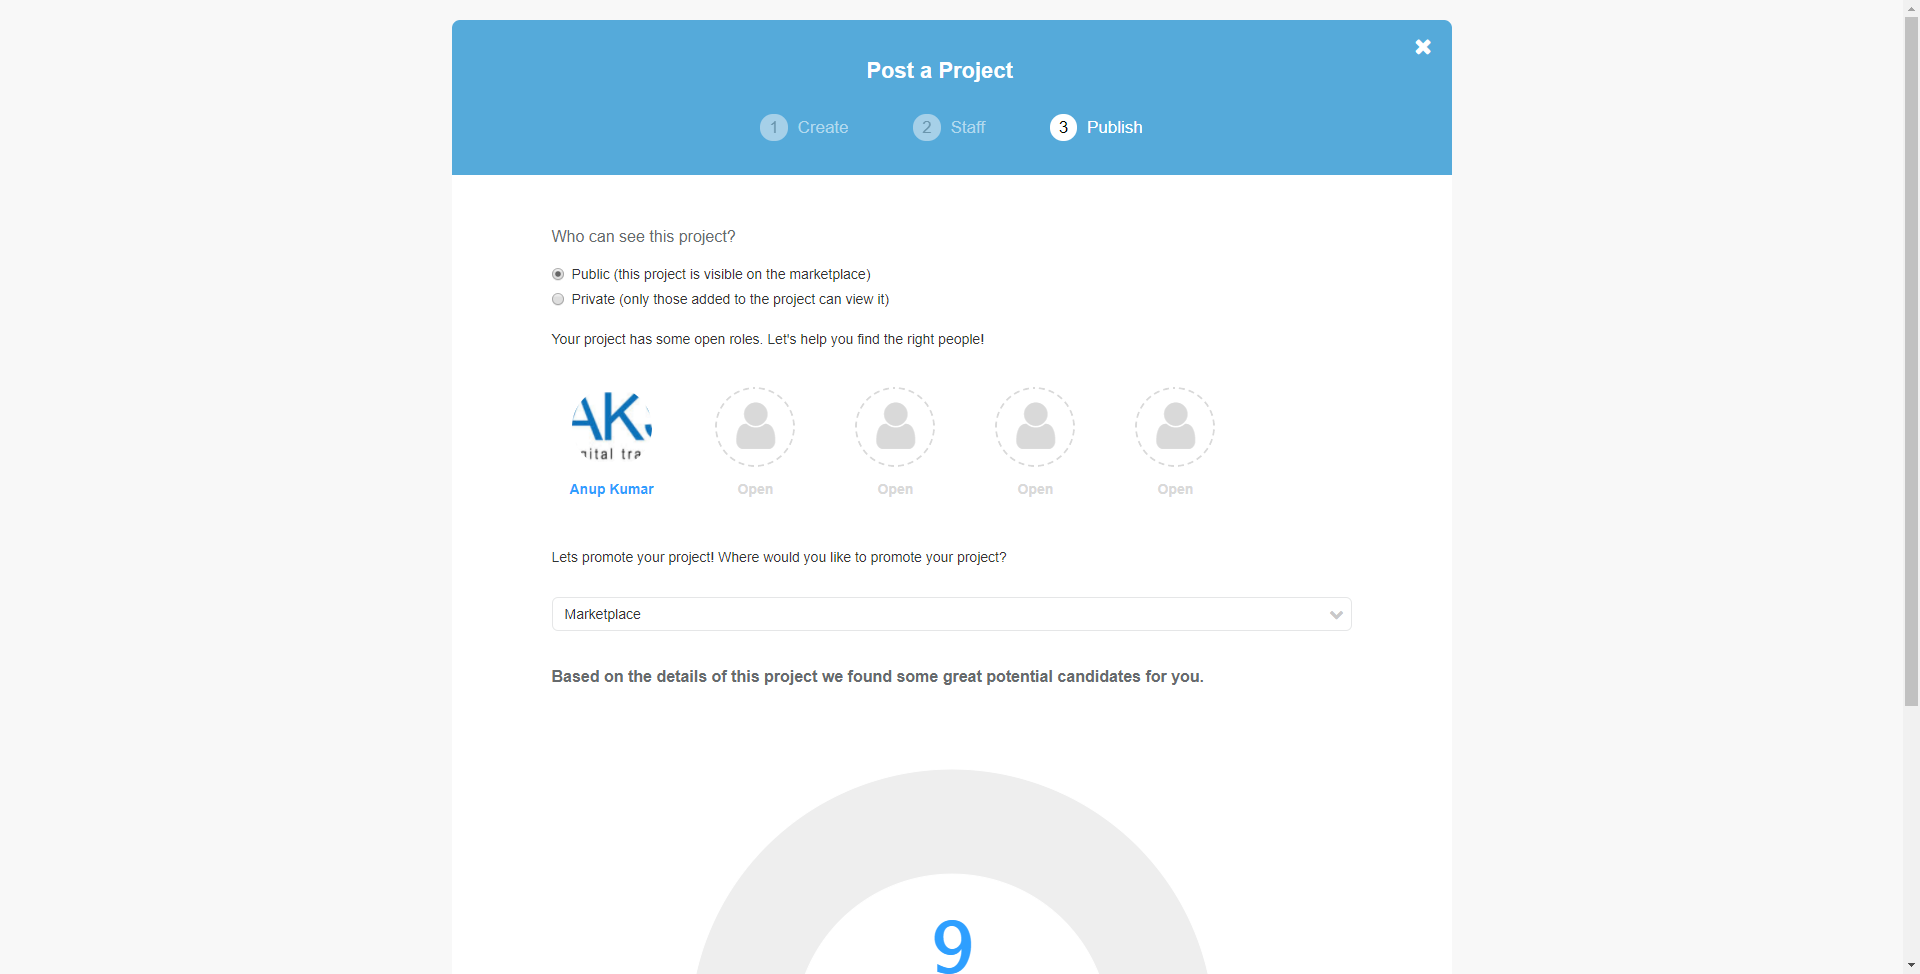 Post a Project
1 Create 2 Staff 3 Publish
Who can see this project?
Public (this project is visible on the marketplace)
Private (only those added to the project can view it)
Your project has some open roles. Let's help you find the right people!
AK
ital tra
Anup Kumar Open Open Open Open
Lets promote your project! Where would you like to promote your project?
Marketplace
Based on the details of this project we found some great potential candidates for you.
9